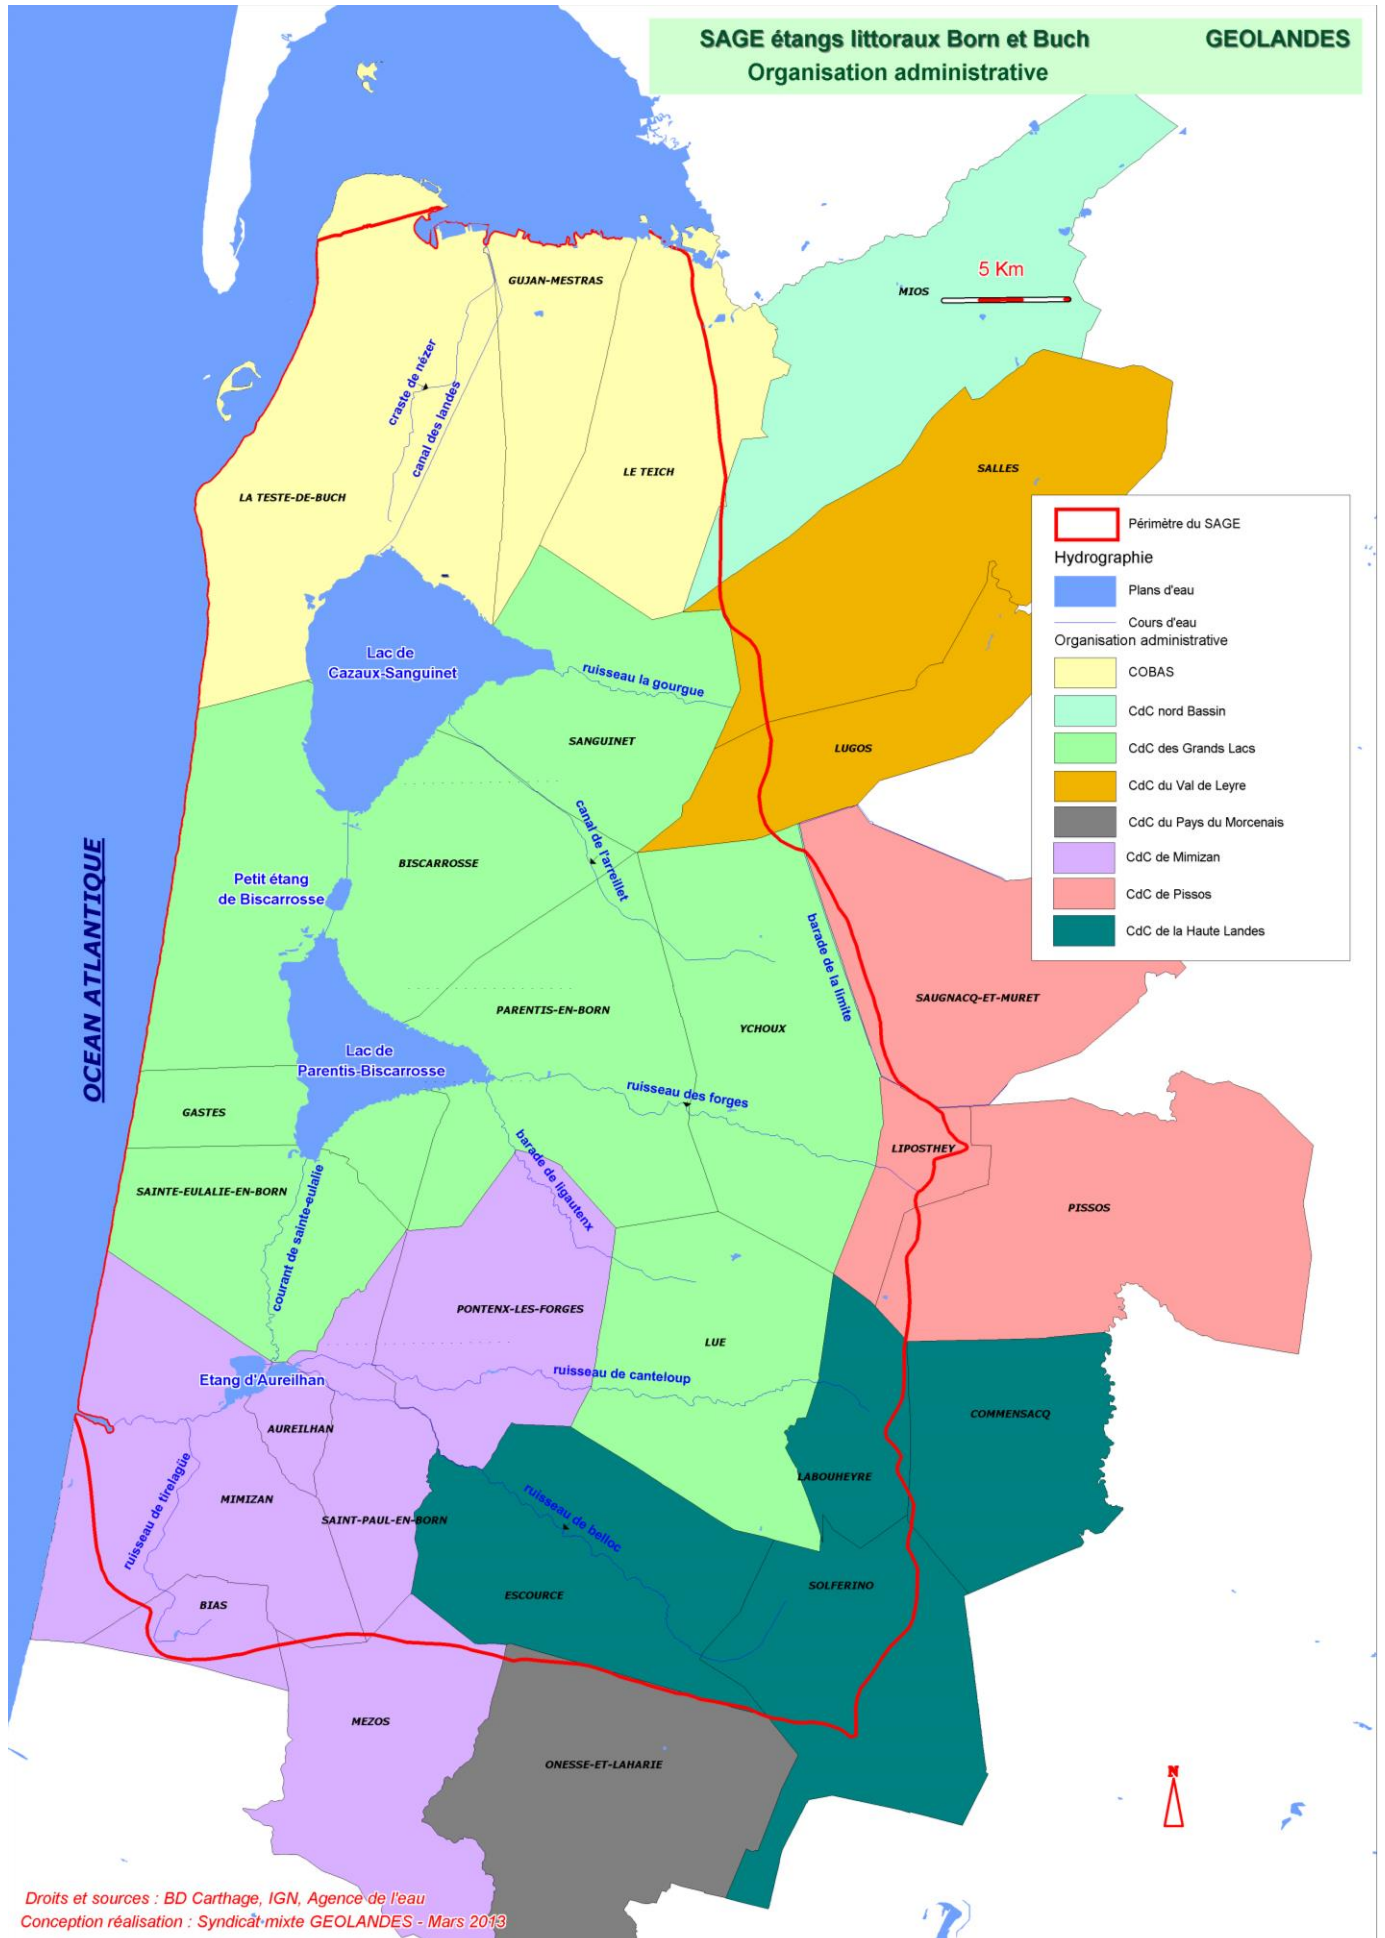 SAGE étangs littoraux Born et Buch GEOLANDES
Organisation administrative
5 Km
MIOS
GUJAN-MESTRAS
craste de nézer
canal des landes
LE TEICH
SALLES
LA TESTE-DE-BUCH
Périmètre du SAGE
Hydrographie
Plans d'eau
Cours d'eau
Organisation administrative
COBAS
CdC nord Bassin
CdC des Grands Lacs
CdC du Val de Leyre
CdC du Pays du Morcenais
CdC de Mimizan
CdC de Pissos
CdC de la Haute Landes
Lac de
Cazaux-Sanguinet
ruisseau la gourgue
SANGUINET
LUGOS
canal de l'arreillet
BISCARROSSE
Petit étang
de Biscarrosse
barade de la limite
OCEAN ATLANTIQUE
SAUGNACQ-ET-MURET
PARENTIS-EN-BORN
YCHOUX
Lac de
Parentis-Biscarrosse
ruisseau des forges
GASTES
barade de ligautenx
LIPOSTHEY
SAINTE-EULALIE-EN-BORN
courant de sainte-eulalie
PISSOS
PONTENX-LES-FORGES
LUE
Etang d'Aureilhan
ruisseau de canteloup
COMMENSACQ
AUREILHAN
LABOUHEYRE
ruisseau de tirelagüe
MIMIZAN
SAINT-PAUL-EN-BORN
ruisseau de belloc
SOLFERINO
ESCOURCE
BIAS
MEZOS
ONESSE-ET-LAHARIE
N
Droits et sources : BD Carthage, IGN, Agence de l'eau
Conception réalisation : Syndicat mixte GEOLANDES - Mars 2013